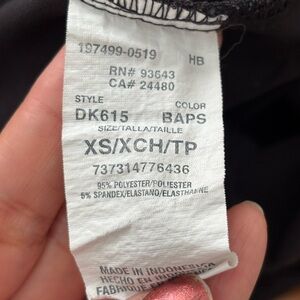 197499-0519 HB
RN# 93643
CA# 24480
STYLE COLOR
DK615 BAPS
SIZE/TALLA/TAILLE
XS/XCH/TP
737314776436
95% POLYESTER/POLIESTER
5% SPANDEX/ELASTANO/ELASTHANNE
MADE IN INDONESIA
HECHO EN INDONESIA